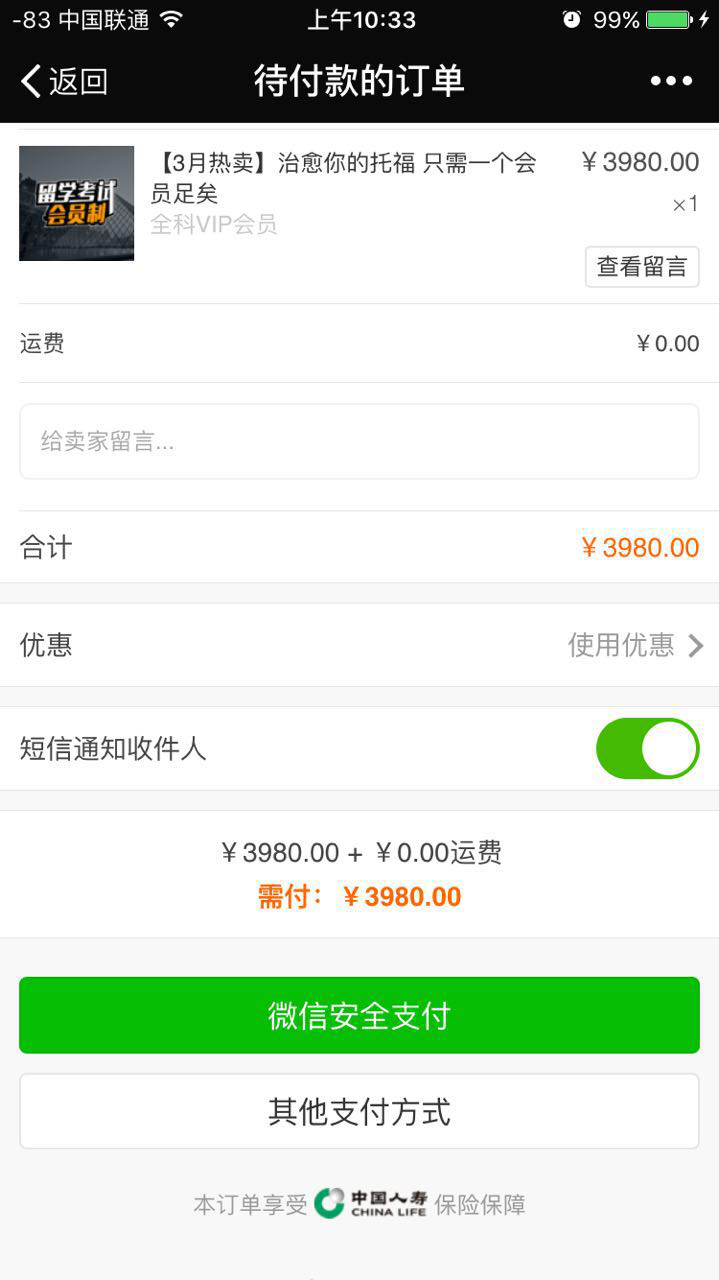 -83 中国联通 上午10:33 99%
返回 待付款的订单
留学考试
会员制
【3月热卖】治愈你的托福 只需一个会 ￥3980.00
员足矣 ×1
全科VIP会员
查看留言
运费 ￥0.00
给卖家留言...
合计 ￥3980.00
优惠 使用优惠
短信通知收件人
￥3980.00 + ￥0.00运费
需付：￥3980.00
微信安全支付
其他支付方式
本订单享受 中国人寿 CHINA LIFE 保险保障